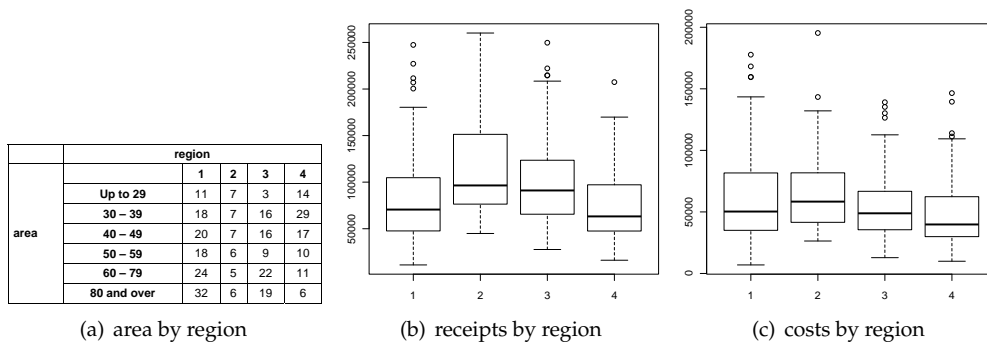 region
1 2 3 4
area
Up to 29 11 7 3 14
30 – 39 18 7 16 29
40 – 49 20 7 16 17
50 – 59 18 6 9 10
60 – 79 24 5 22 11
80 and over 32 6 19 6
(a) area by region
250000
200000
150000
100000
50000
1 2 3 4
(b) receipts by region
200000
150000
100000
50000
0
1 2 3 4
(c) costs by region